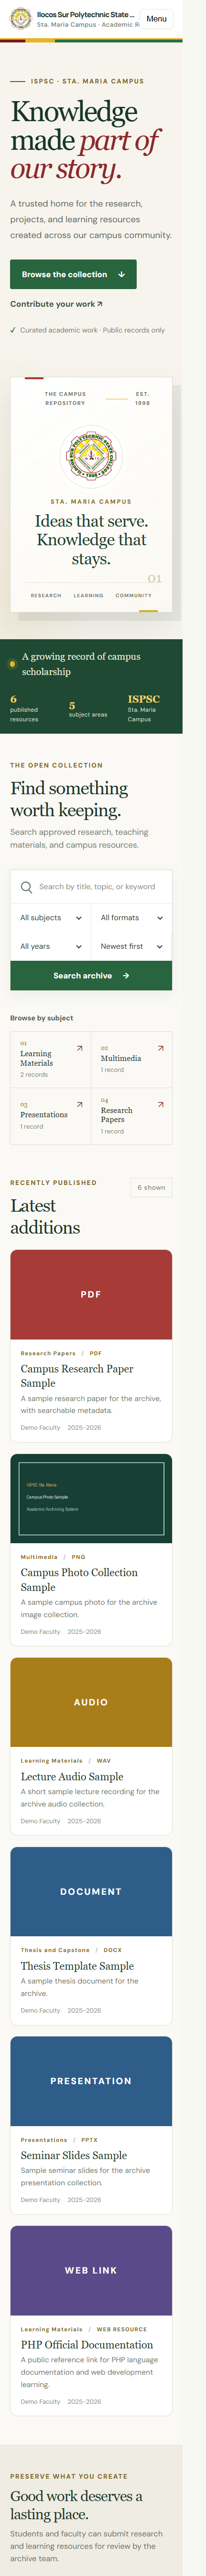 Ilocos Sur Polytechnic State ...
Sta. Maria Campus · Academic R
Menu
ISPSC · STA. MARIA CAMPUS
Knowledge
made part of
our story.
A trusted home for the research,
projects, and learning resources
created across our campus community.
Browse the collection ↓
Contribute your work ↗
✓ Curated academic work · Public records only
THE CAMPUS
REPOSITORY
EST.
1998
STA. MARIA CAMPUS
Ideas that serve.
Knowledge that
stays.
01
RESEARCH LEARNING COMMUNITY
A growing record of campus
scholarship
6
published
resources
5
subject areas
ISPSC
Sta. Maria
Campus
THE OPEN COLLECTION
Find something
worth keeping.
Search approved research, teaching
materials, and campus resources.
Search by title, topic, or keyword
All subjects
All formats
All years
Newest first
Search archive →
Browse by subject
01
Learning
Materials
2 records
02
Multimedia
1 record
03
Presentations
1 record
04
Research
Papers
1 record
RECENTLY PUBLISHED
6 shown
Latest
additions
PDF
Research Papers / PDF
Campus Research Paper
Sample
A sample research paper for the archive,
with searchable metadata.
Demo Faculty 2025-2026
ISPSC Sta. Maria
Campus Photo Sample
Academic Archiving System
Multimedia / PNG
Campus Photo Collection
Sample
A sample campus photo for the archive
image collection.
Demo Faculty 2025-2026
AUDIO
Learning Materials / WAV
Lecture Audio Sample
A short sample lecture recording for the
archive audio collection.
Demo Faculty 2025-2026
DOCUMENT
Thesis and Capstone / DOCX
Thesis Template Sample
A sample thesis document for the
archive.
Demo Faculty 2025-2026
PRESENTATION
Presentations / PPTX
Seminar Slides Sample
Sample seminar slides for the archive
presentation collection.
Demo Faculty 2025-2026
WEB LINK
Learning Materials / WEB RESOURCE
PHP Official Documentation
A public reference link for PHP language
documentation and web development
learning.
Demo Faculty 2025-2026
PRESERVE WHAT YOU CREATE
Good work deserves a
lasting place.
Students and faculty can submit research
and learning resources for review by the
archive team.